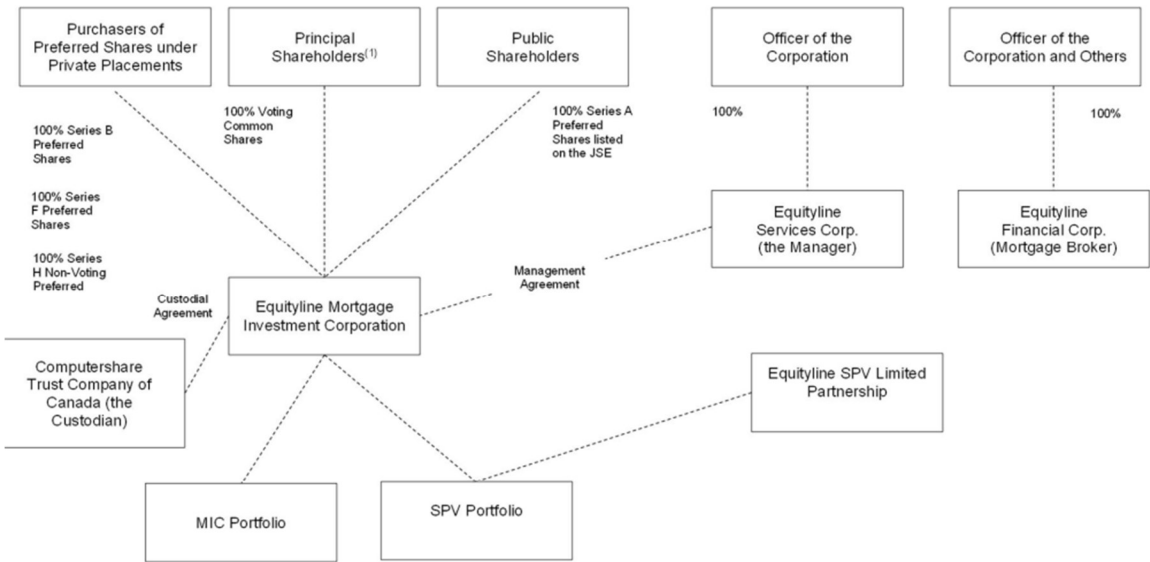 Purchasers of
Preferred Shares under
Private Placements
Principal
Shareholders(1)
Public
Shareholders
Officer of the
Corporation
Officer of the
Corporation and Others
100% Series B
Preferred
Shares
100% Voting
Common
Shares
100% Series A
Preferred
Shares listed
on the JSE
100%
100%
100% Series
F Preferred
Shares
100% Series
H Non-Voting
Preferred
Equityline
Services Corp.
(the Manager)
Equityline
Financial Corp.
(Mortgage Broker)
Management
Agreement
Custodial
Agreement
Equityline Mortgage
Investment Corporation
Computershare
Trust Company of
Canada (the
Custodian)
Equityline SPV Limited
Partnership
MIC Portfolio
SPV Portfolio